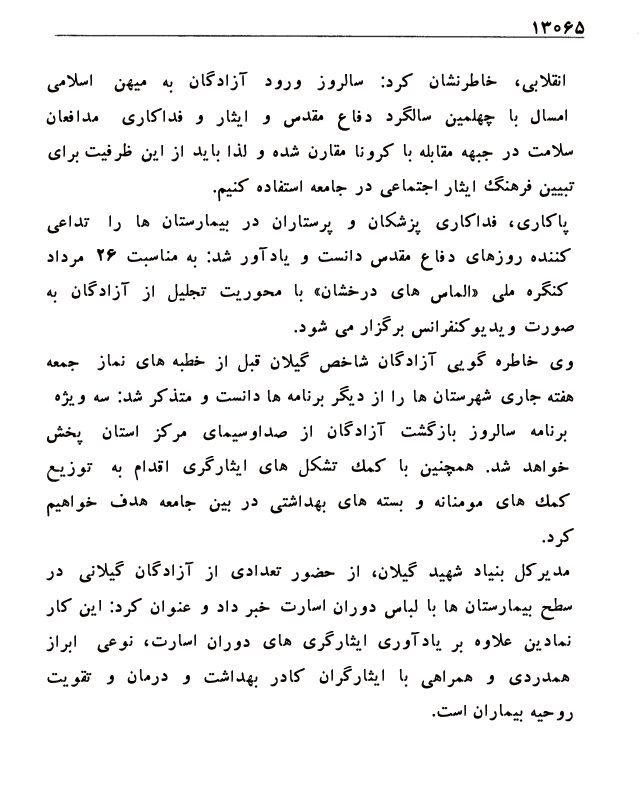 ۱۳۰۶۵
انقلابی، خاطرنشان کرد: سالروز ورود آزادگان به میهن اسلامی
امسال با چهلمین سالگرد دفاع مقدس و ایثار و فداکاری مدافعان
سلامت در جبهه مقابله با کرونا مقارن شده و لذا باید از این ظرفیت برای
تبیین فرهنگ ایثار اجتماعی در جامعه استفاده کنیم.
پاکاری، فداکاری پزشکان و پرستاران در بیمارستان ها را تداعی
کننده روزهای دفاع مقدس دانست و یادآور شد: به مناسبت ۲۶ مرداد
کنگره ملی «الماس های درخشان» با محوریت تجلیل از آزادگان به
صورت ویدیوکنفرانس برگزار می شود.
وی خاطره گویی آزادگان شاخص گیلان قبل از خطبه های نماز جمعه
هفته جاری شهرستان ها را از دیگر برنامه ها دانست و متذکر شد: سه ویژه
برنامه سالروز بازگشت آزادگان از صداوسیمای مرکز استان پخش
خواهد شد. همچنین با کمک تشکل های ایثارگری اقدام به توزیع
کمک های مومنانه و بسته های بهداشتی در بین جامعه هدف خواهیم
کرد.
مدیرکل بنیاد شهید گیلان، از حضور تعدادی از آزادگان گیلانی در
سطح بیمارستان ها با لباس دوران اسارت خبر داد و عنوان کرد: این کار
نمادین علاوه بر یادآوری ایثارگری های دوران اسارت، نوعی ابراز
همدردی و همراهی با ایثارگران کادر بهداشت و درمان و تقویت
روحیه بیماران است.